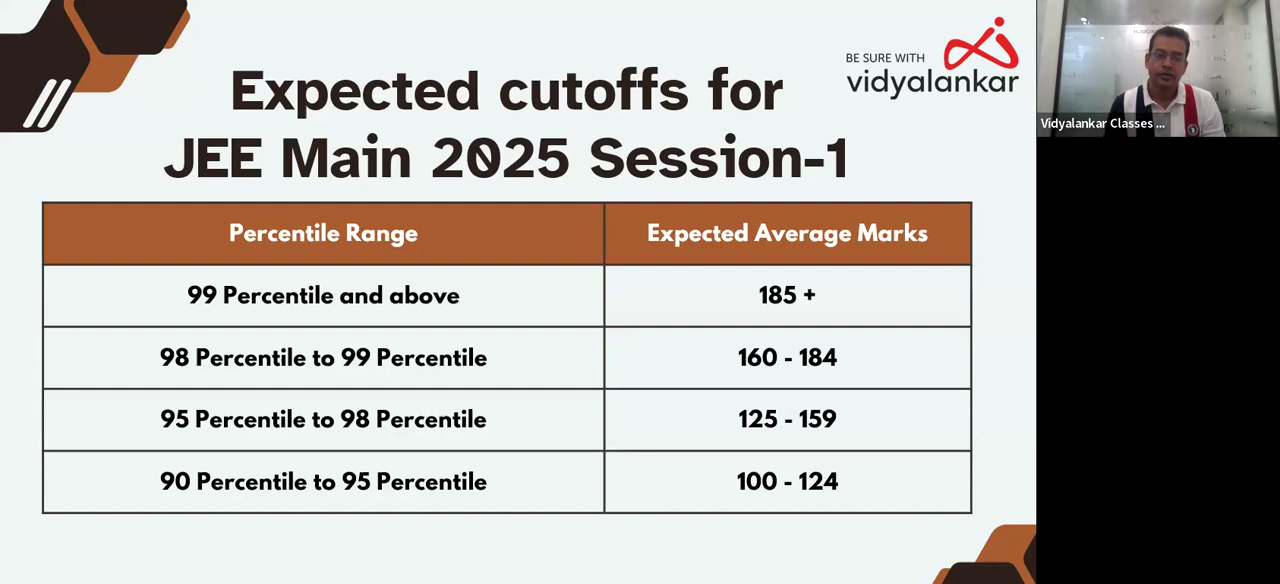 BE SURE WITH
vidyalankar
Expected cutoffs for
JEE Main 2025 Session-1
Percentile Range
Expected Average Marks
99 Percentile and above
185 +
98 Percentile to 99 Percentile
160 - 184
95 Percentile to 98 Percentile
125 - 159
90 Percentile to 95 Percentile
100 - 124
Vidyalankar Classes ...